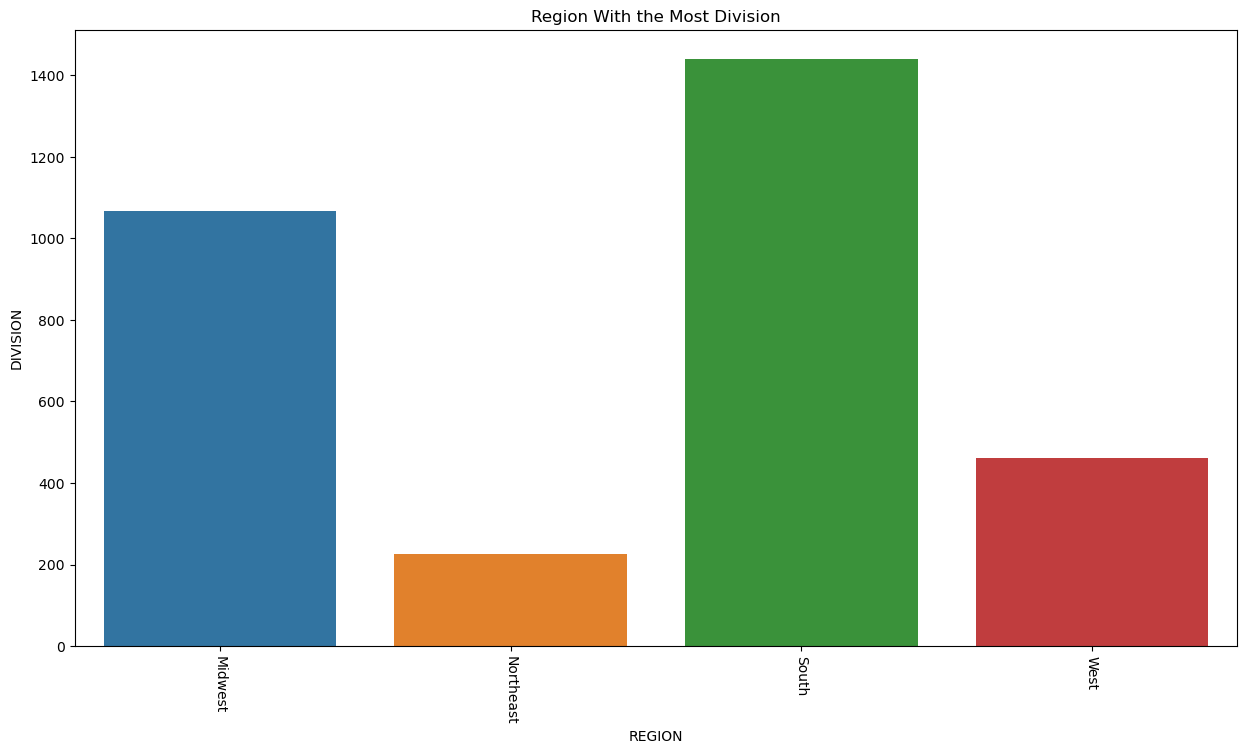 Region With the Most Division
1400
1200
1000
800
600
400
200
0
DIVISION
Midwest
Northeast
South
West
REGION